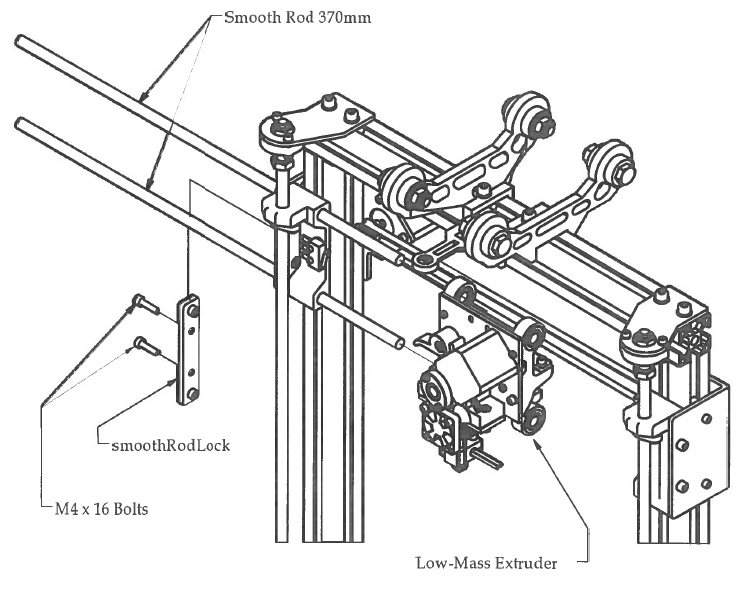 Smooth Rod 370mm
smoothRodLock
M4 x 16 Bolts
Low-Mass Extruder